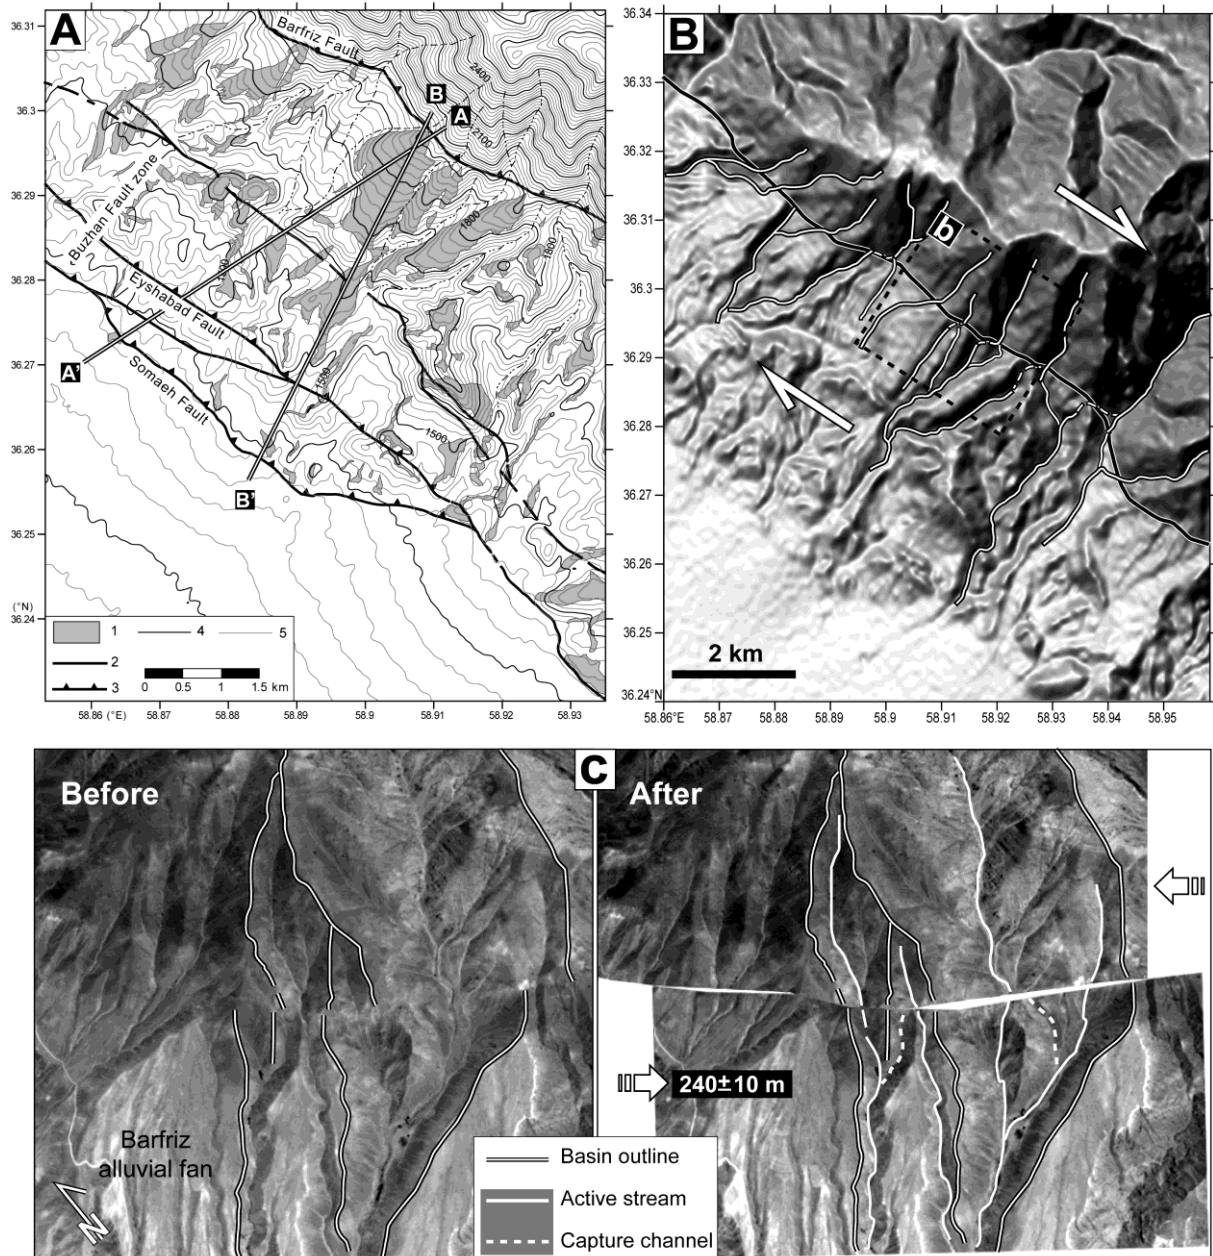 A
Barfriz Fault
2400
2100
B
A
1800
1800
Buzhan Fault zone
Eyshabad Fault
Somaeh Fault
1500
1500
A'
B'
36.3
36.29
36.28
36.27
36.26
36.25
(°N)
36.24
1
2
3
4
5
0 0.5 1 1.5 km
58.86 (°E) 58.87 58.88 58.89 58.9 58.91 58.92 58.93
B
b
36.34
36.33
36.32
36.31
36.3
36.29
36.28
36.27
36.26
36.25
36.24°N
2 km
58.86°E 58.87 58.88 58.89 58.9 58.91 58.92 58.93 58.94 58.95
C
Before
After
240±10 m
Barfriz
alluvial fan
N
Basin outline
Active stream
Capture channel